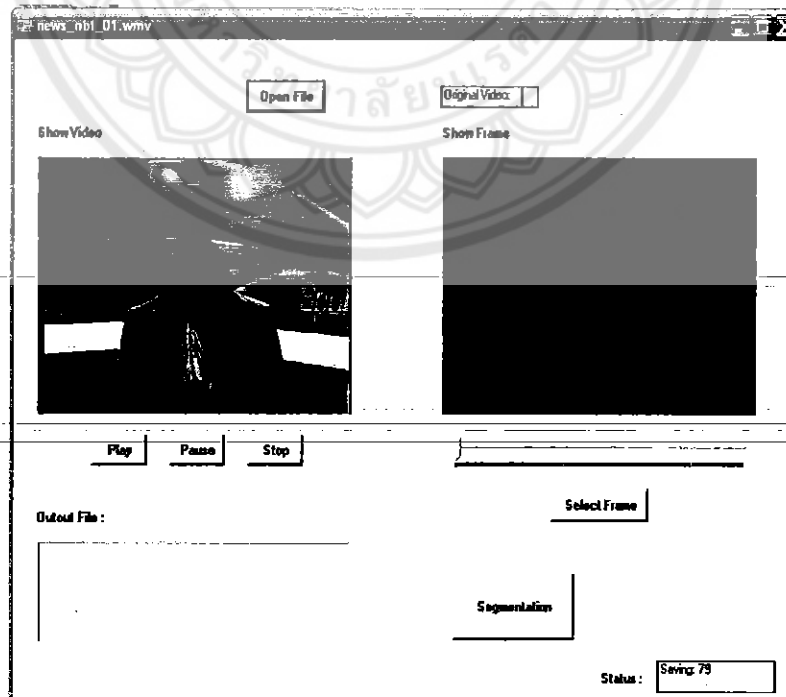 news_nbt_01.wmv
Open File
Original Video:
Show Video
Show Frame
Play
Pause
Stop
Select Frame
Output File :
Segmentation
Status :
Saving: 79